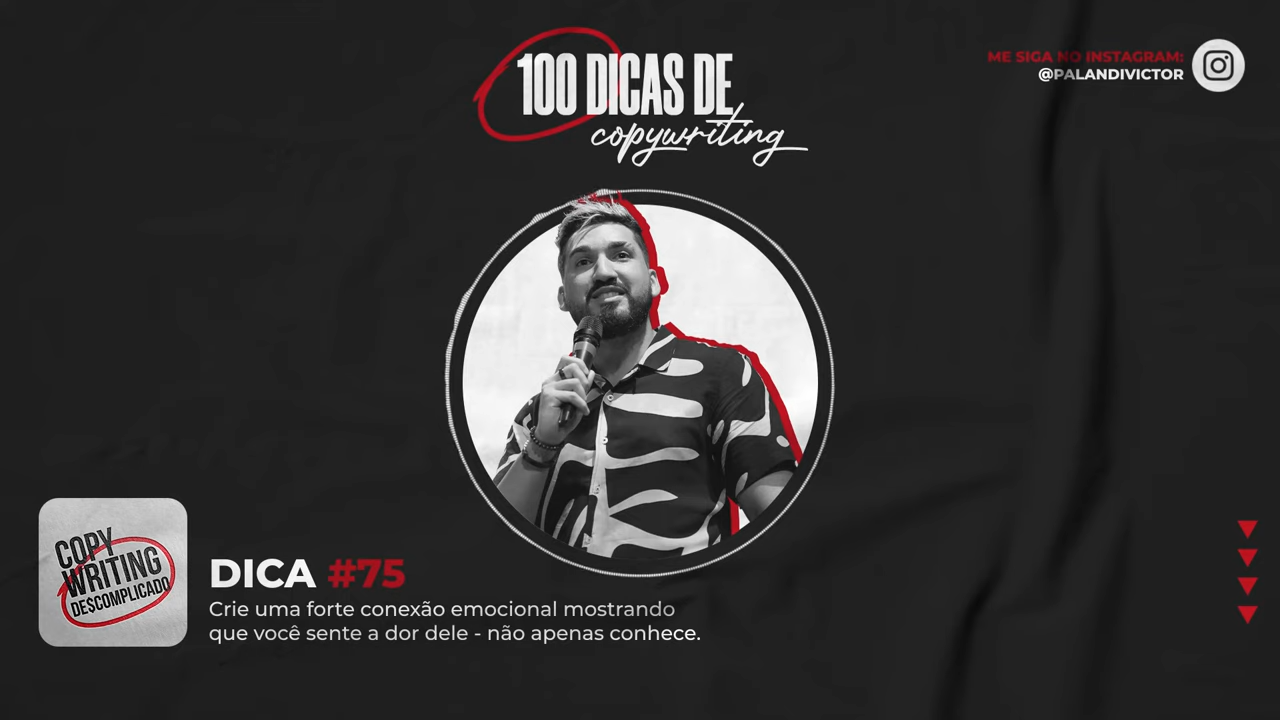 100 DICAS DE
copywriting
ME SIGA NO INSTAGRAM:
@PALANDIVICTOR
COPY
WRITING
DESCOMPLICADO
DICA #75
Crie uma forte conexão emocional mostrando
que você sente a dor dele - não apenas conhece.